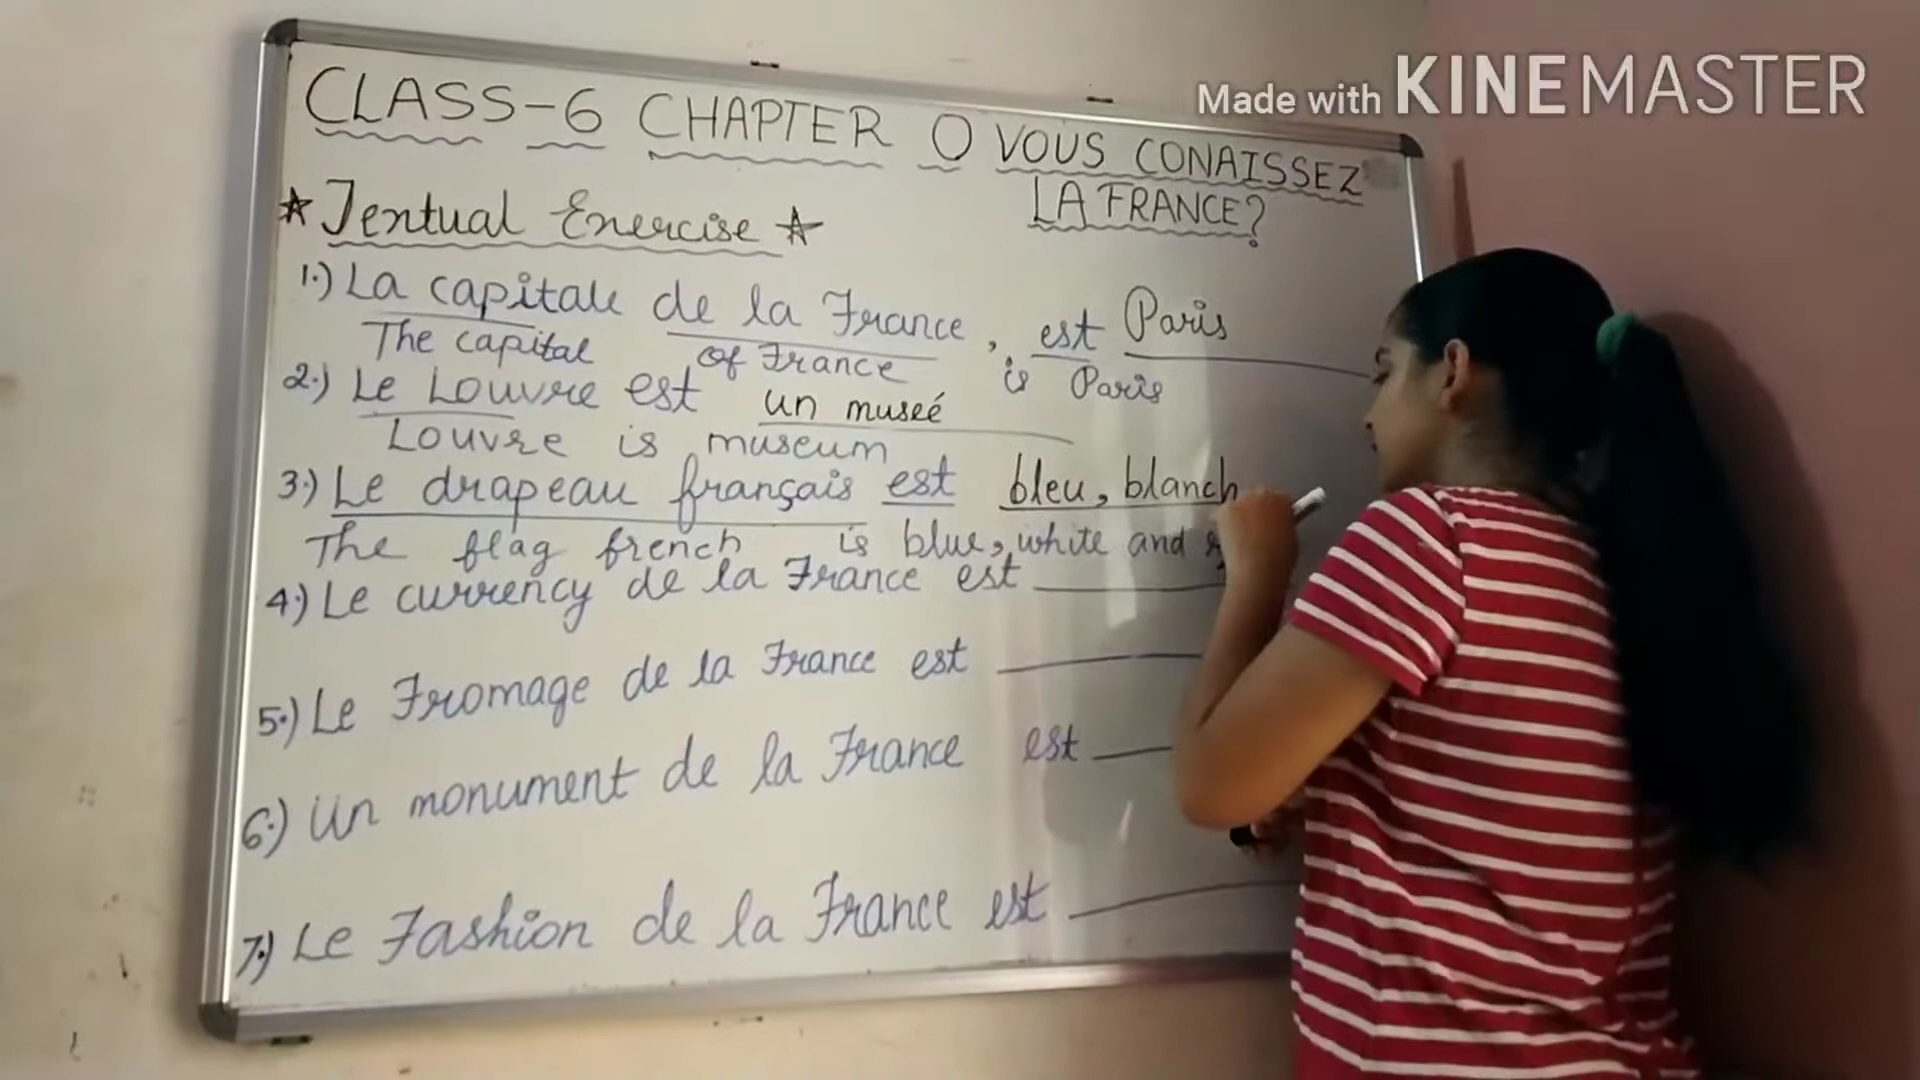 Made with KINEMASTER
CLASS-6 CHAPTER 0 VOUS CONAISSEZ
LA FRANCE?
Textual Exercise
1.) La capitale de la France, est Paris
The capital of France is Paris
2.) Le Louvre est un museé
Louvre is museum
3.) Le drapeau français est bleu, blanch
The flag french is blue, white and
4.) Le currency de la France est
5.) Le Fromage de la France est
6.) Un monument de la France est
7.) Le Fashion de la France est